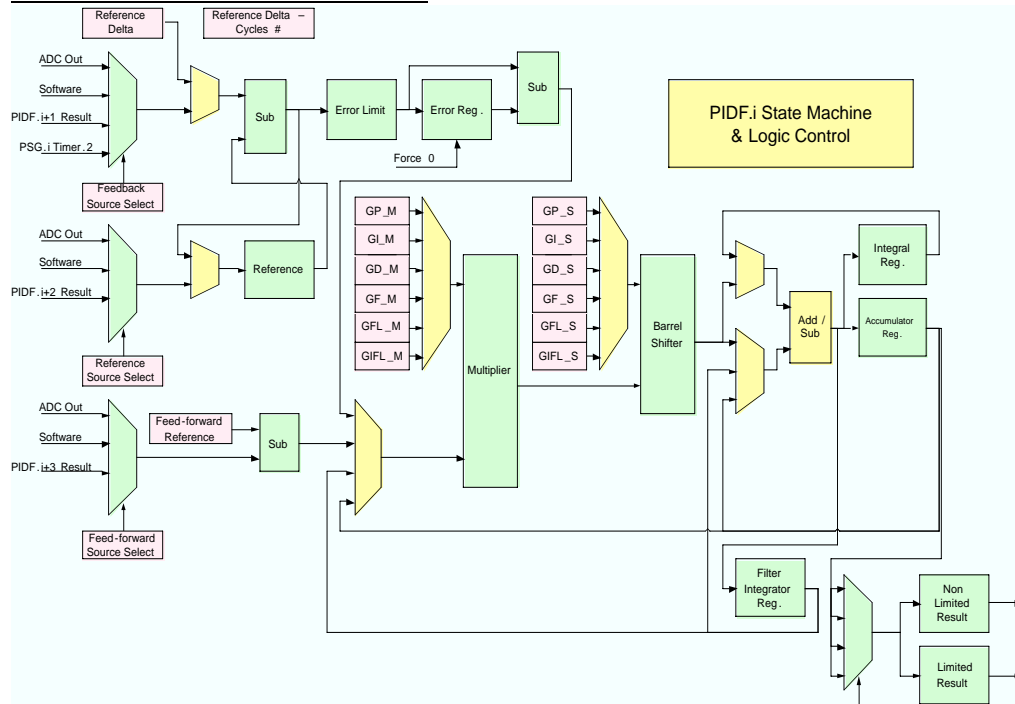 Reference
Delta
Reference Delta –
Cycles #
ADC Out
Software
PIDF.i+1 Result
PSG.i Timer.2
Feedback
Source Select
Sub
Error Limit
Error Reg.
Sub
Force 0
PIDF.i State Machine
& Logic Control
ADC Out
Software
PIDF.i+2 Result
Reference
Reference
Source Select
GP_M
GI_M
GD_M
GF_M
GFL_M
GIFL_M
Multiplier
GP_S
GI_S
GD_S
GF_S
GFL_S
GIFL_S
Barrel
Shifter
Add /
Sub
Integral
Reg.
Accumulator
Reg.
ADC Out
Software
PIDF.i+3 Result
Feed-forward
Reference
Sub
Feed-forward
Source Select
Filter
Integrator
Reg.
Non
Limited
Result
Limited
Result